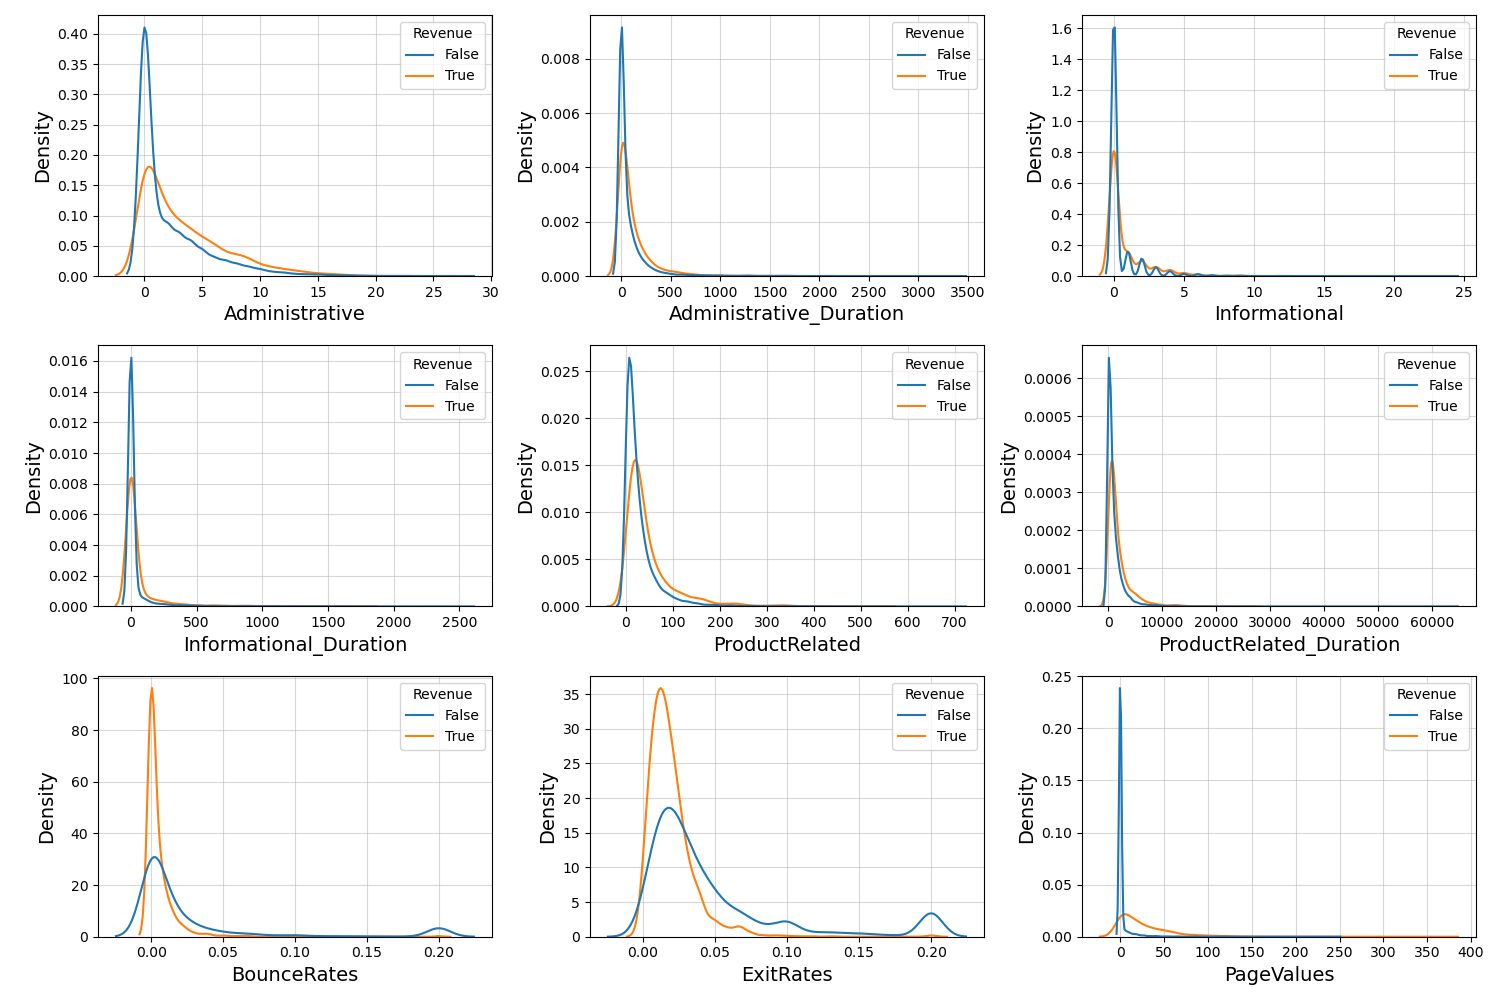 Density
0.40
0.35
0.30
0.25
0.20
0.15
0.10
0.05
0.00
Revenue
False
True
0 5 10 15 20 25 30
Administrative
Density
0.008
0.006
0.004
0.002
0.000
Revenue
False
True
0 500 1000 1500 2000 2500 3000 3500
Administrative_Duration
Density
1.6
1.4
1.2
1.0
0.8
0.6
0.4
0.2
0.0
Revenue
False
True
0 5 10 15 20 25
Informational
Density
0.016
0.014
0.012
0.010
0.008
0.006
0.004
0.002
0.000
Revenue
False
True
0 500 1000 1500 2000 2500
Informational_Duration
Density
0.025
0.020
0.015
0.010
0.005
0.000
Revenue
False
True
0 100 200 300 400 500 600 700
ProductRelated
Density
0.0006
0.0005
0.0004
0.0003
0.0002
0.0001
0.0000
Revenue
False
True
0 10000 20000 30000 40000 50000 60000
ProductRelated_Duration
Density
100
80
60
40
20
0
Revenue
False
True
0.00 0.05 0.10 0.15 0.20
BounceRates
Density
35
30
25
20
15
10
5
0
Revenue
False
True
0.00 0.05 0.10 0.15 0.20
ExitRates
Density
0.25
0.20
0.15
0.10
0.05
0.00
Revenue
False
True
0 50 100 150 200 250 300 350 400
PageValues